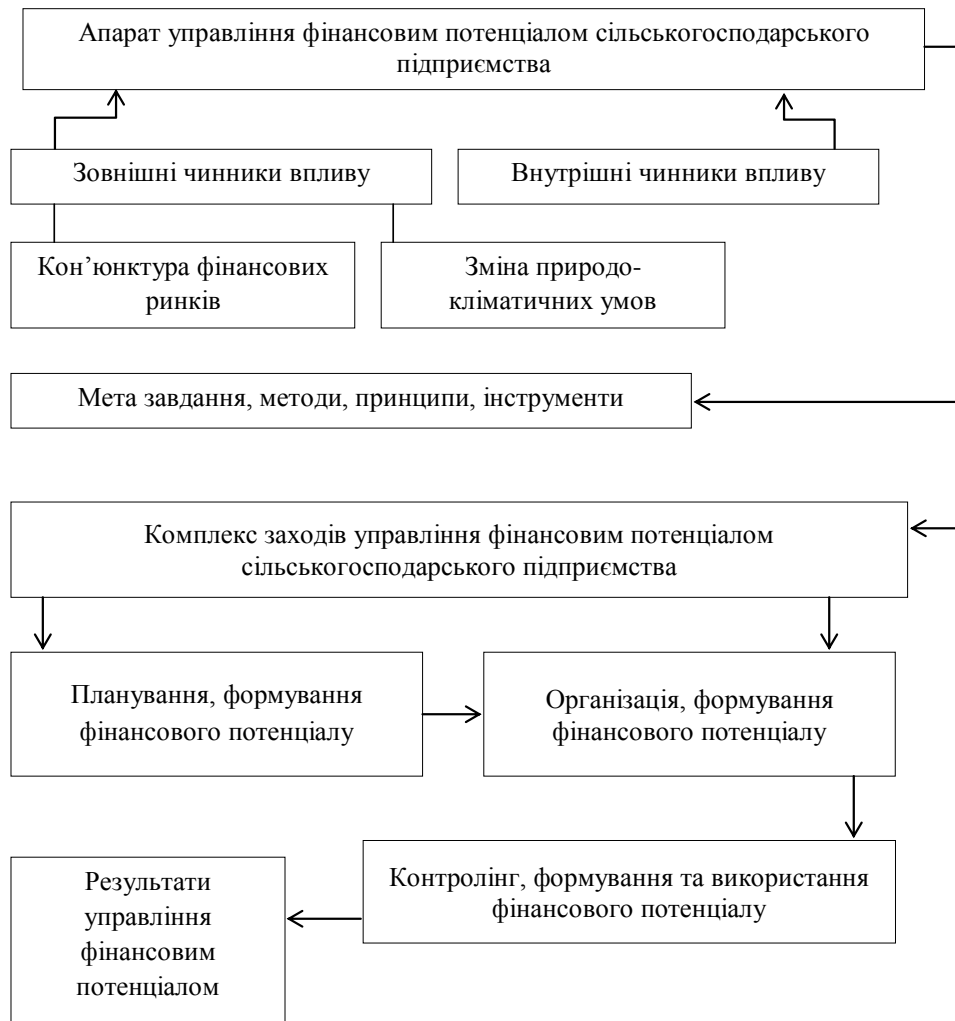 Апарат управління фінансовим потенціалом сільськогосподарського
підприємства
Зовнішні чинники впливу
Внутрішні чинники впливу
Кон’юнктура фінансових
ринків
Зміна природо-
кліматичних умов
Мета завдання, методи, принципи, інструменти
Комплекс заходів управління фінансовим потенціалом
сільськогосподарського підприємства
Планування, формування
фінансового потенціалу
Організація, формування
фінансового потенціалу
Контролінг, формування та використання
фінансового потенціалу
Результати
управління
фінансовим
потенціалом